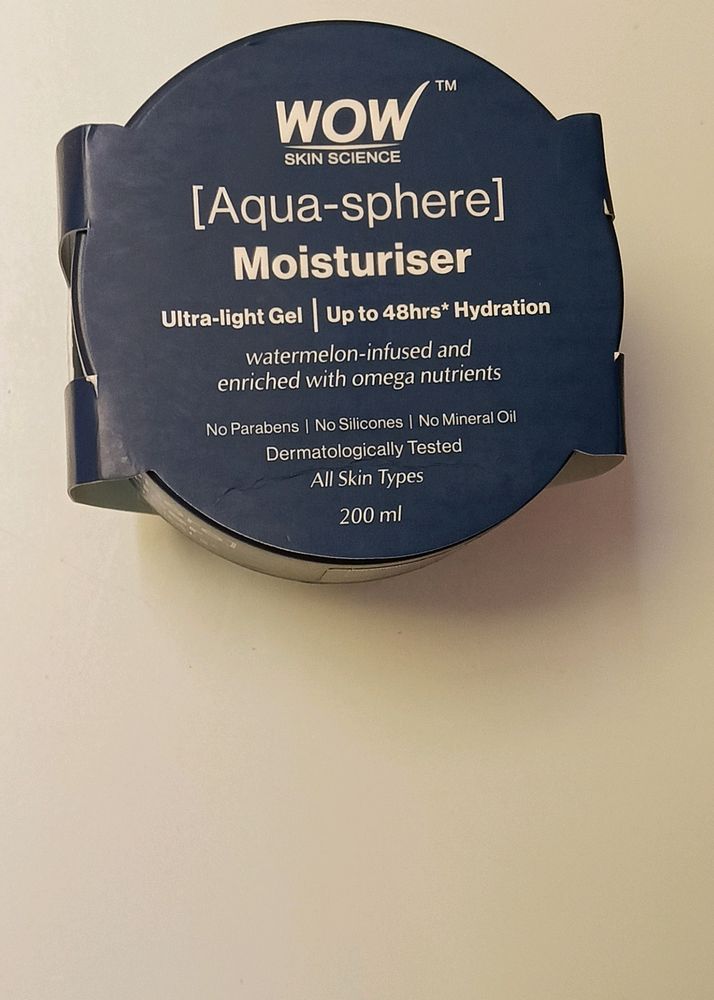 WOW™
SKIN SCIENCE
[Aqua-sphere]
Moisturiser
Ultra-light Gel | Up to 48hrs* Hydration
watermelon-infused and
enriched with omega nutrients
No Parabens | No Silicones | No Mineral Oil
Dermatologically Tested
All Skin Types
200 ml